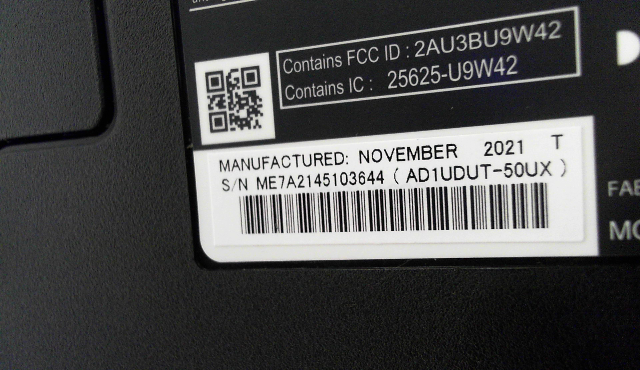 Contains FCC ID : 2AU3BU9W42
Contains IC : 25625-U9W42
MANUFACTURED: NOVEMBER 2021 T
S/N ME7A2145103644 ( AD1UDUT-50UX )